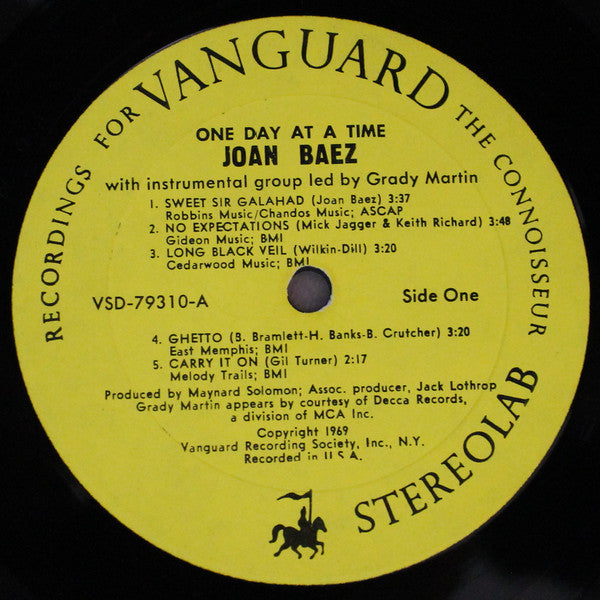 RECORDINGS FOR VANGUARD THE CONNOISSEUR
ONE DAY AT A TIME
JOAN BAEZ
with instrumental group led by Grady Martin
1. SWEET SIR GALAHAD (Joan Baez) 3:37
Robbins Music/Chandos Music; ASCAP
2. NO EXPECTATIONS (Mick Jagger & Keith Richard) 3:48
Gideon Music; BMI
3. LONG BLACK VEIL (Wilkin-Dill) 3:20
Cedarwood Music; BMI
VSD-79310-A Side One
4. GHETTO (B. Bramlett-H. Banks-B. Crutcher) 3:20
East Memphis; BMI
5. CARRY IT ON (Gil Turner) 2:17
Melody Trails; BMI
Produced by Maynard Solomon; Assoc. producer, Jack Lothrop
Grady Martin appears by courtesy of Decca Records,
a division of MCA Inc.
Copyright 1969
Vanguard Recording Society, Inc., N.Y.
Recorded in U.S.A.
STEREOLAB